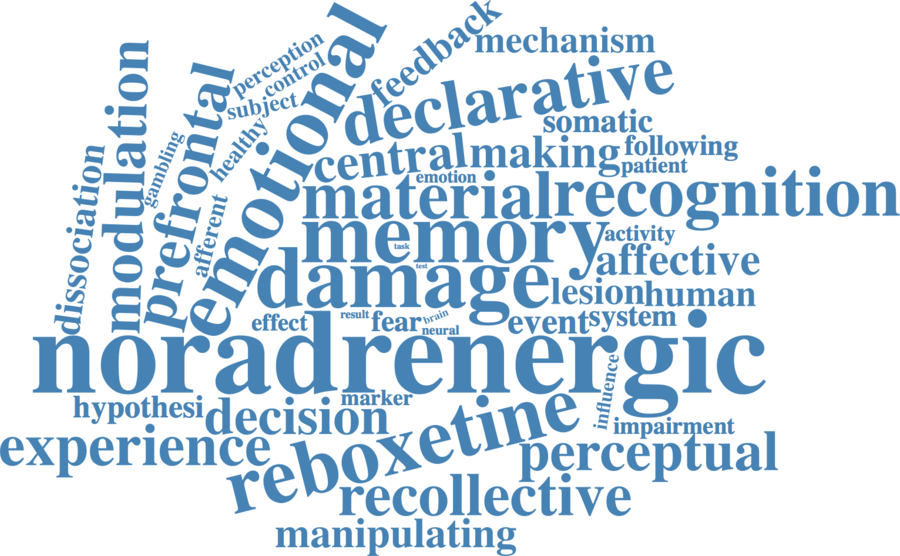 feedback
mechanism
perception
control
subject
emotional
declarative
modulation
prefrontal
healthy
gambling
somatic
central
making
following
patient
dissociation
afferent
emotion
material
recognition
memory
activity
task
test
affective
damage
lesion
human
effect
result
fear
brain
neural
event
system
noradrenergic
influence
hypothesi
decision
marker
impairment
experience
reboxetine
perceptual
recollective
manipulating